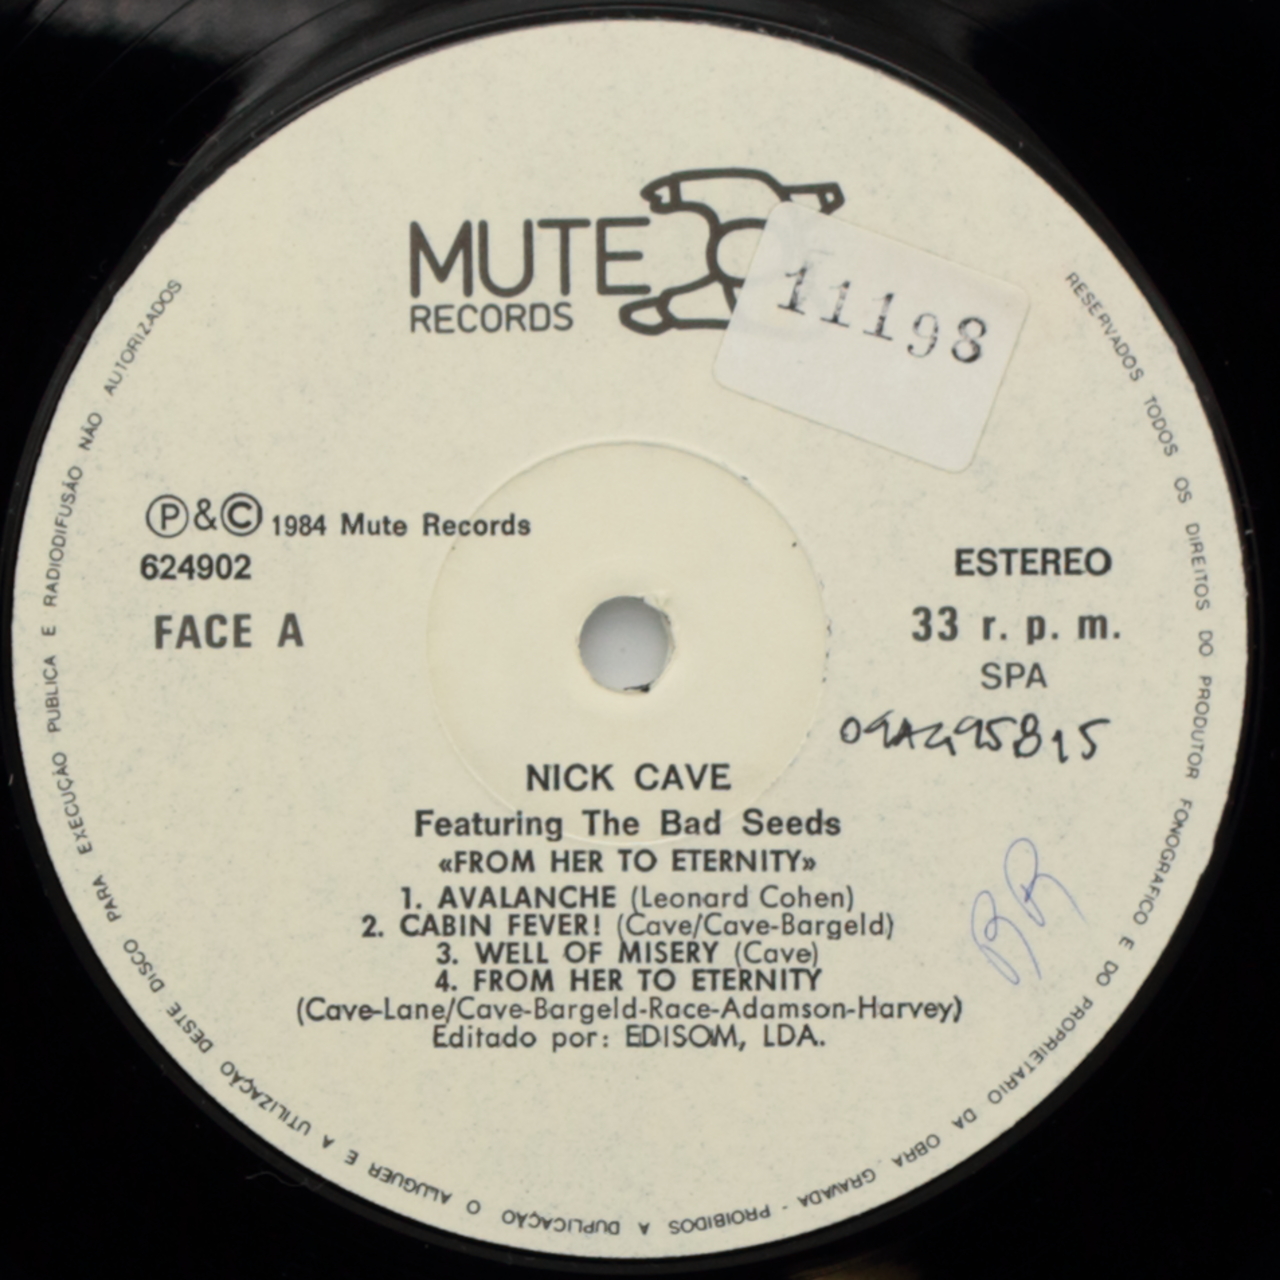 MUTE
RECORDS
11198
Ⓟ&© 1984 Mute Records
624902
FACE A
ESTEREO
33 r. p. m.
SPA
NICK CAVE
Featuring The Bad Seeds
«FROM HER TO ETERNITY»
1. AVALANCHE (Leonard Cohen)
2. CABIN FEVER! (Cave/Cave-Bargeld)
3. WELL OF MISERY (Cave)
4. FROM HER TO ETERNITY
(Cave-Lane/Cave-Bargeld-Race-Adamson-Harvey)
Editado por: EDISOM, LDA.
BR
RESERVADOS TODOS OS DIREITOS DO PRODUTOR FONOGRAFICO E DO PROPRIETARIO DA OBRA GRAVADA - PROIBIDOS A DUPLICAÇÃO O ALUGUER E A UTILIZAÇÃO DESTE DISCO PARA EXECUÇÃO PUBLICA E RADIODIFUSÃO NÃO AUTORIZADOS